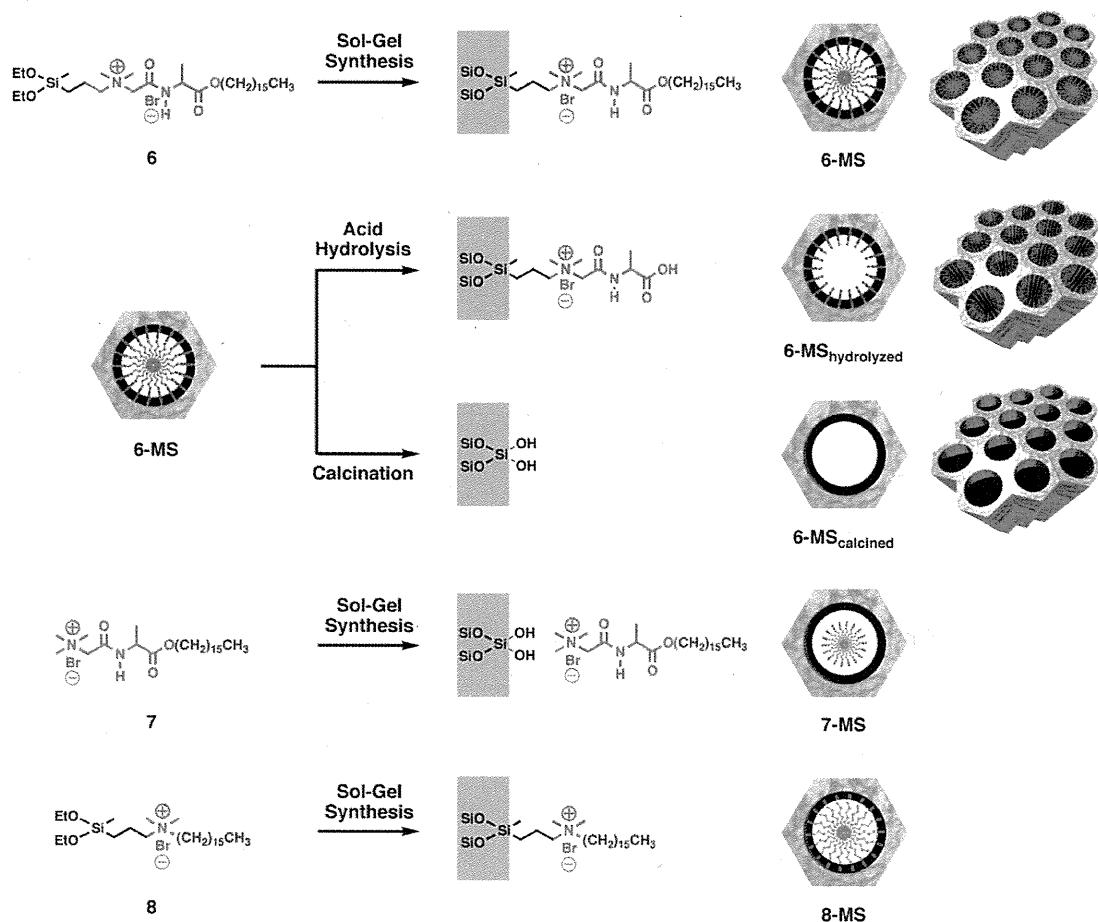 Sol-Gel
Synthesis
EtO
EtO
Si
N
⊕
Br
⊖
O
N
H
O
O(CH2)15CH3
6
SiO
SiO
Si
N
⊕
Br
⊖
O
N
H
O
O(CH2)15CH3
6-MS
Acid
Hydrolysis
SiO
SiO
Si
N
⊕
Br
⊖
O
N
H
O
OH
6-MShydrolyzed
6-MS
Calcination
SiO
SiO
Si
OH
OH
6-MScalcined
Sol-Gel
Synthesis
⊕
N
Br
⊖
O
N
H
O
O(CH2)15CH3
7
SiO
SiO
Si
OH
OH
⊕
N
Br
⊖
O
N
H
O
O(CH2)15CH3
7-MS
Sol-Gel
Synthesis
EtO
EtO
Si
⊕
N
Br
⊖
(CH2)15CH3
8
SiO
SiO
Si
⊕
N
Br
⊖
(CH2)15CH3
8-MS